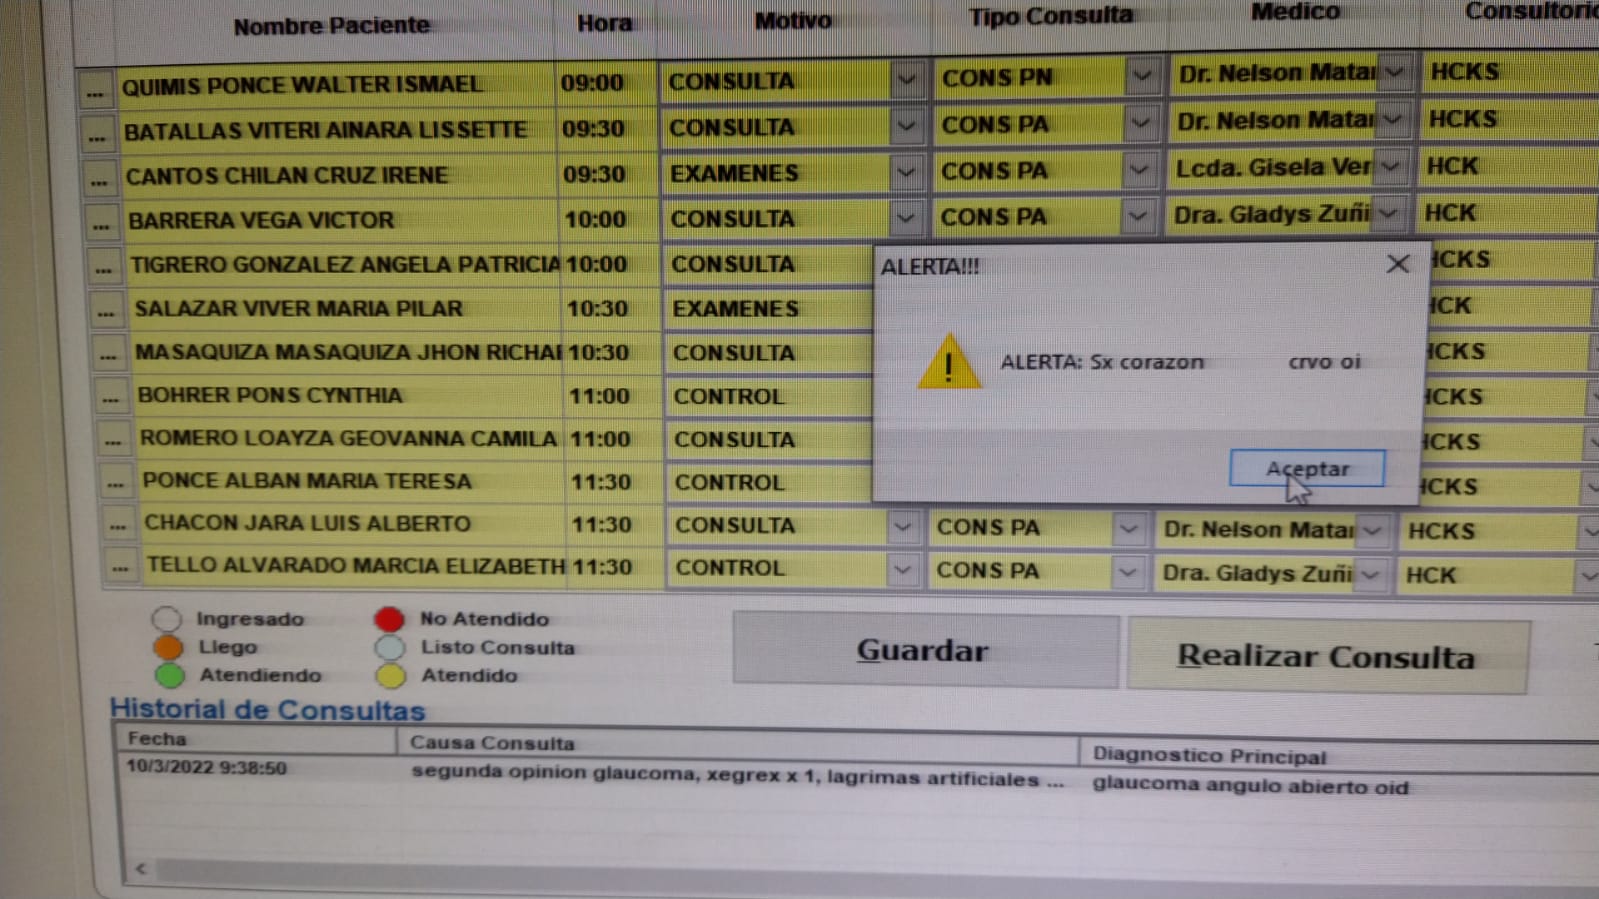 Nombre Paciente Hora Motivo Tipo Consulta Medico Consultorio
... QUIMIS PONCE WALTER ISMAEL 09:00 CONSULTA CONS PN Dr. Nelson Matar HCKS
... BATALLAS VITERI AINARA LISSETTE 09:30 CONSULTA CONS PA Dr. Nelson Matar HCKS
... CANTOS CHILAN CRUZ IRENE 09:30 EXAMENES CONS PA Lcda. Gisela Ver HCK
... BARRERA VEGA VICTOR 10:00 CONSULTA CONS PA Dra. Gladys Zuñi HCK
... TIGRERO GONZALEZ ANGELA PATRICIA 10:00 CONSULTA HCKS
... SALAZAR VIVER MARIA PILAR 10:30 EXAMENES HCK
... MASAQUIZA MASAQUIZA JHON RICHA 10:30 CONSULTA HCKS
... BOHRER PONS CYNTHIA 11:00 CONTROL HCKS
... ROMERO LOAYZA GEOVANNA CAMILA 11:00 CONSULTA HCKS
... PONCE ALBAN MARIA TERESA 11:30 CONTROL HCKS
... CHACON JARA LUIS ALBERTO 11:30 CONSULTA CONS PA Dr. Nelson Matar HCKS
... TELLO ALVARADO MARCIA ELIZABETH 11:30 CONTROL CONS PA Dra. Gladys Zuñi HCK
ALERTA!!!
ALERTA: Sx corazon crvo oi
Aceptar
Ingresado No Atendido
Llego Listo Consulta
Atendiendo Atendido
Guardar Realizar Consulta
Historial de Consultas
Fecha Causa Consulta Diagnostico Principal
10/3/2022 9:38:50 segunda opinion glaucoma, xegrex x 1, lagrimas artificiales ... glaucoma angulo abierto oid